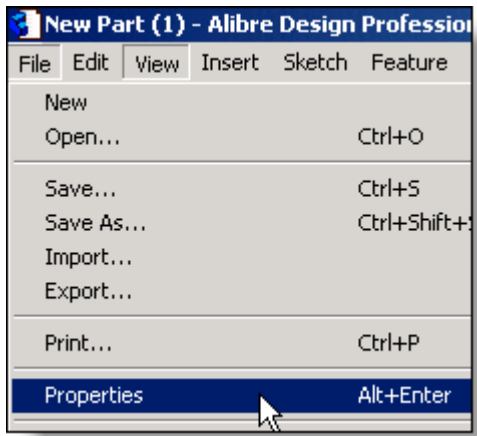 New Part (1) - Alibre Design Professio
File Edit View Insert Sketch Feature
New
Open... Ctrl+O
Save... Ctrl+S
Save As... Ctrl+Shift+S
Import...
Export...
Print... Ctrl+P
Properties Alt+Enter